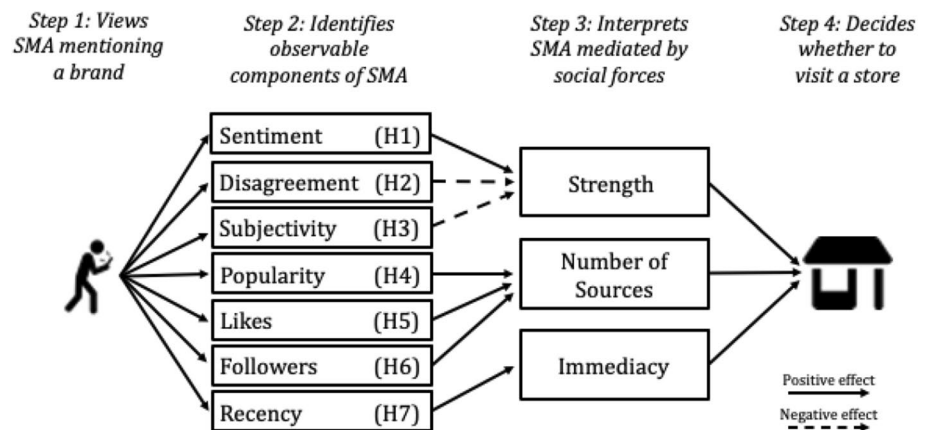 Step 1: Views
SMA mentioning
a brand
Step 2: Identifies
observable
components of SMA
Step 3: Interprets
SMA mediated by
social forces
Step 4: Decides
whether to
visit a store
Sentiment (H1)
Disagreement (H2)
Subjectivity (H3)
Popularity (H4)
Likes (H5)
Followers (H6)
Recency (H7)
Strength
Number of
Sources
Immediacy
Positive effect
Negative effect